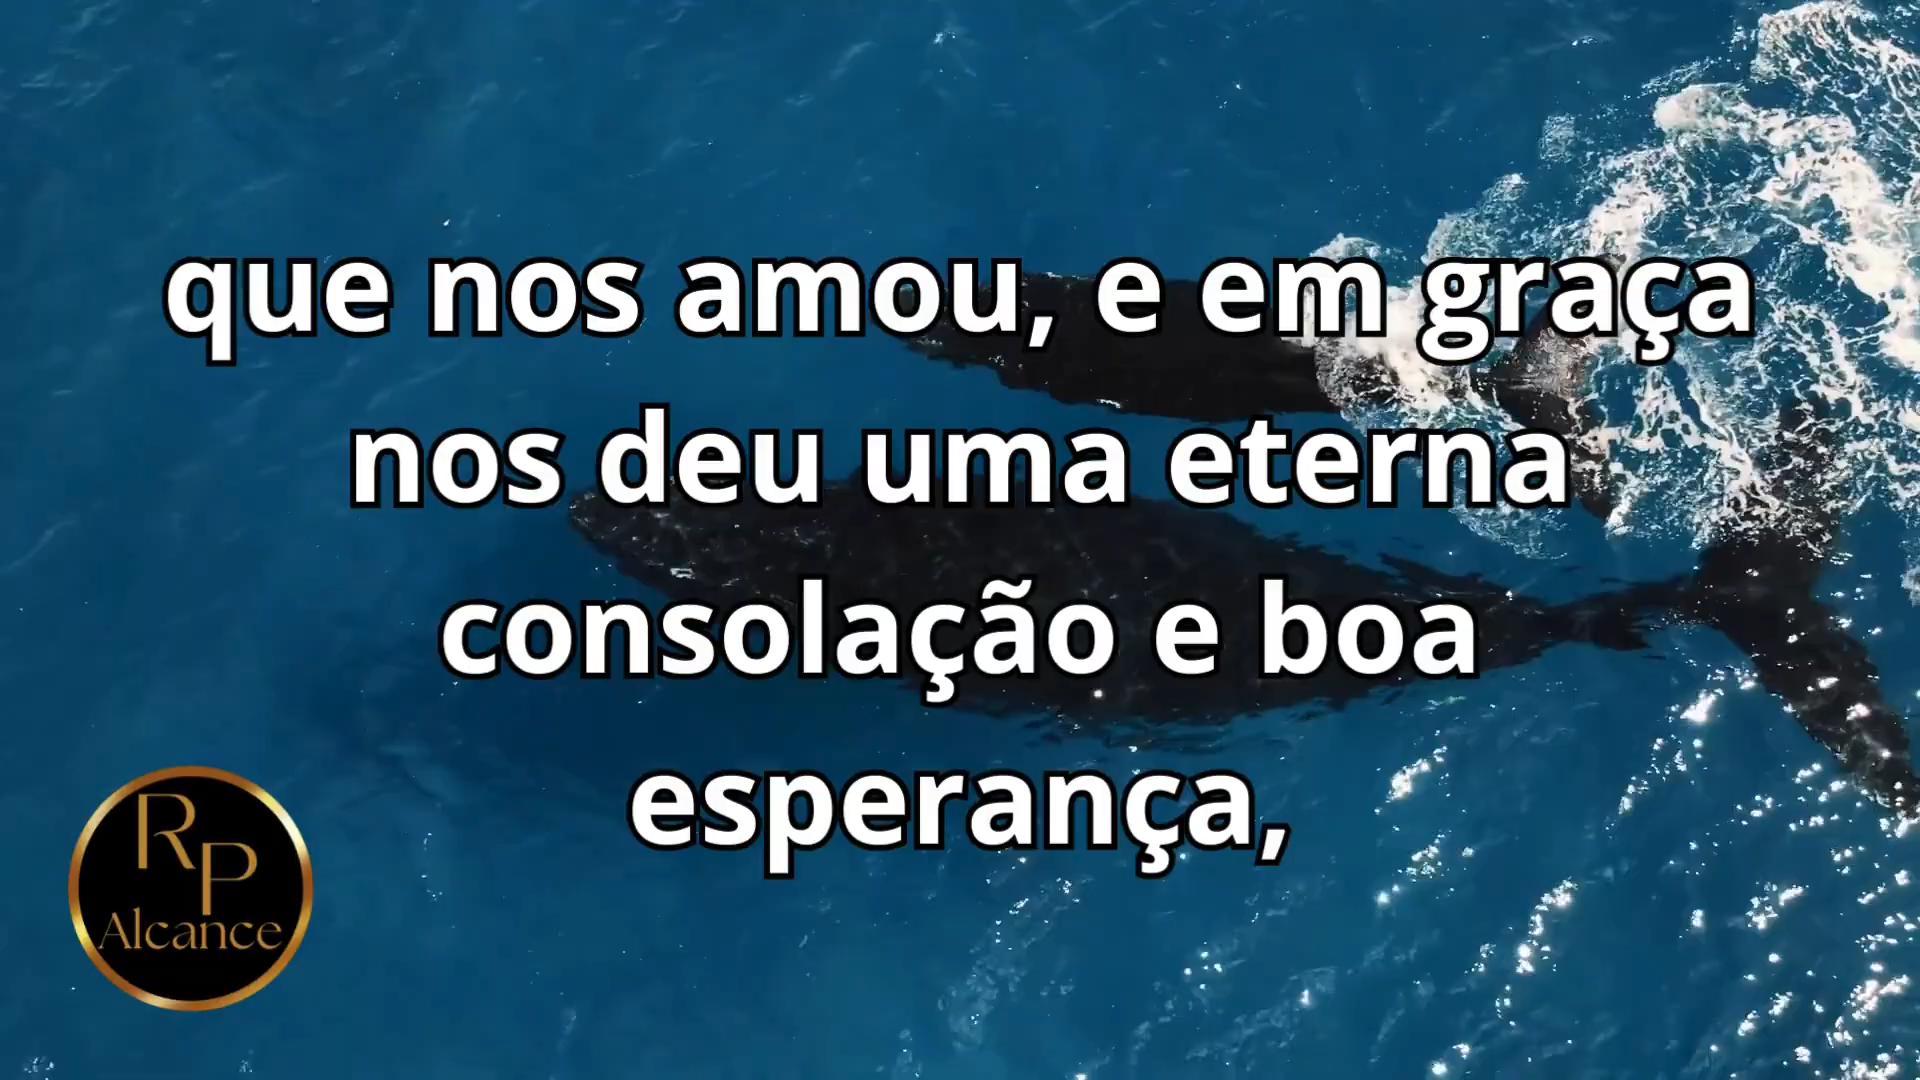 que nos amou, e em graça
nos deu uma eterna
consolação e boa
esperança,
RP
Alcance